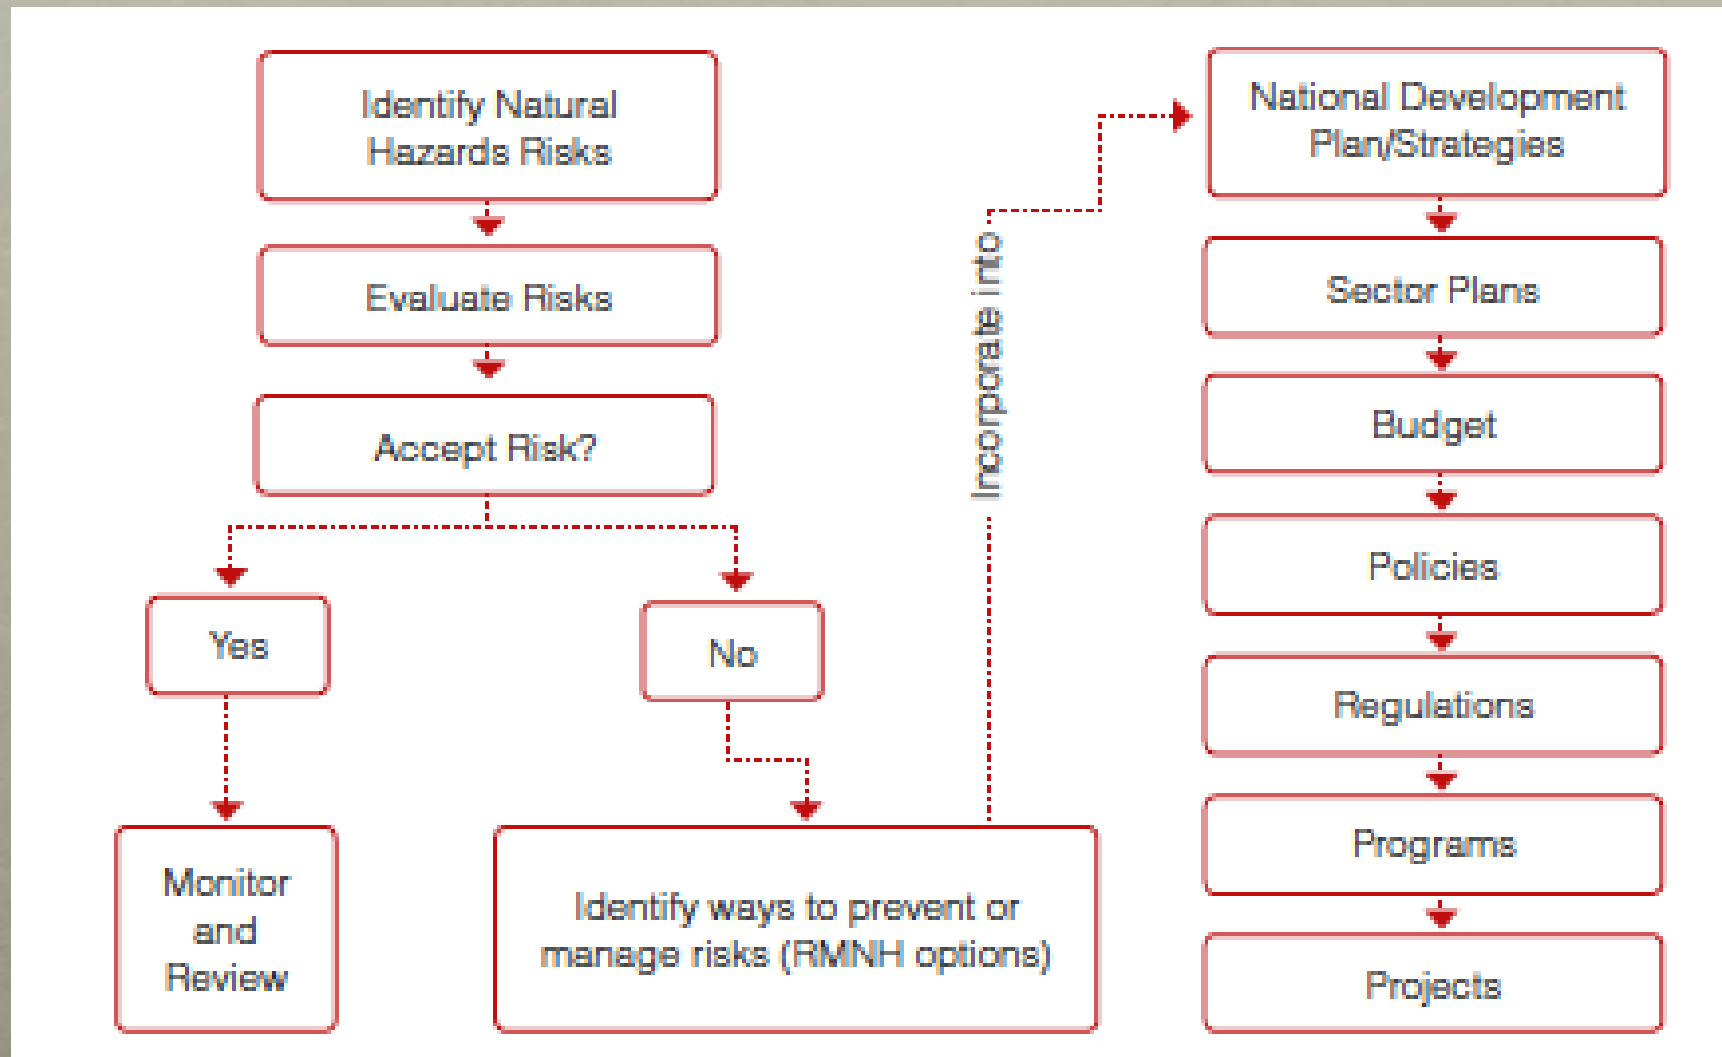 Identify Natural
Hazards Risks
Evaluate Risks
Accept Risk?
Yes
No
Monitor
and
Review
Identify ways to prevent or
manage risks (RMNH options)
Incorporate into
National Development
Plan/Strategies
Sector Plans
Budget
Policies
Regulations
Programs
Projects